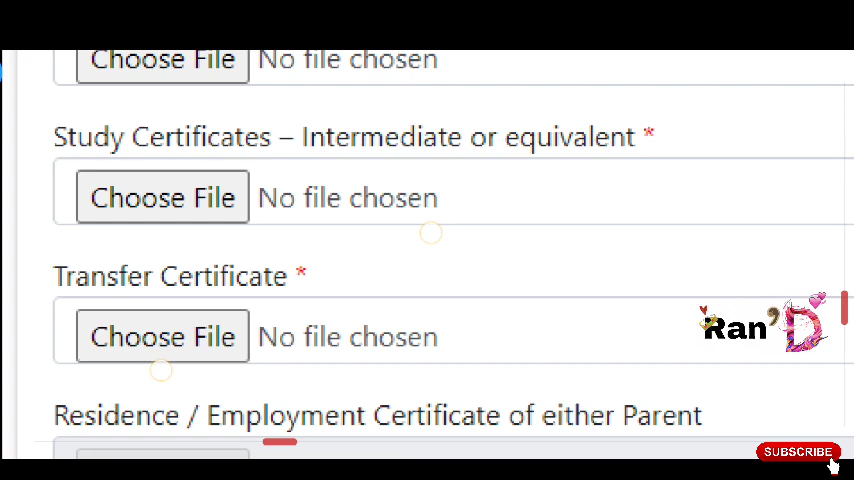 Choose File No file chosen
Study Certificates – Intermediate or equivalent *
Choose File No file chosen
Transfer Certificate *
Choose File No file chosen
Ran'D
Residence / Employment Certificate of either Parent
SUBSCRIBE